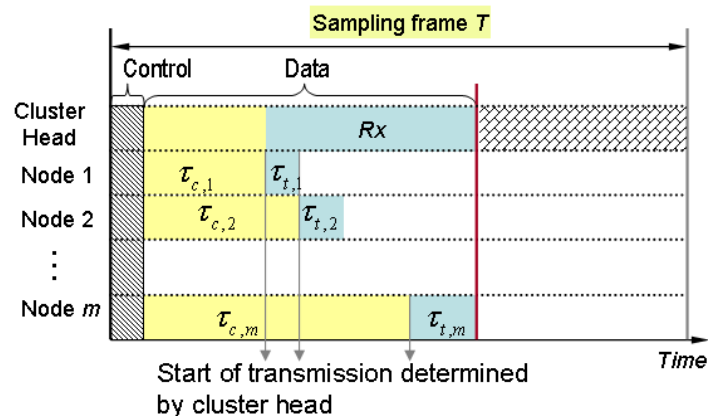 Sampling frame T
Control
Data
Cluster
Head
Rx
Node 1
τc,1
τt,1
Node 2
τc,2
τt,2
⋮
Node m
τc,m
τt,m
Time
Start of transmission determined
by cluster head